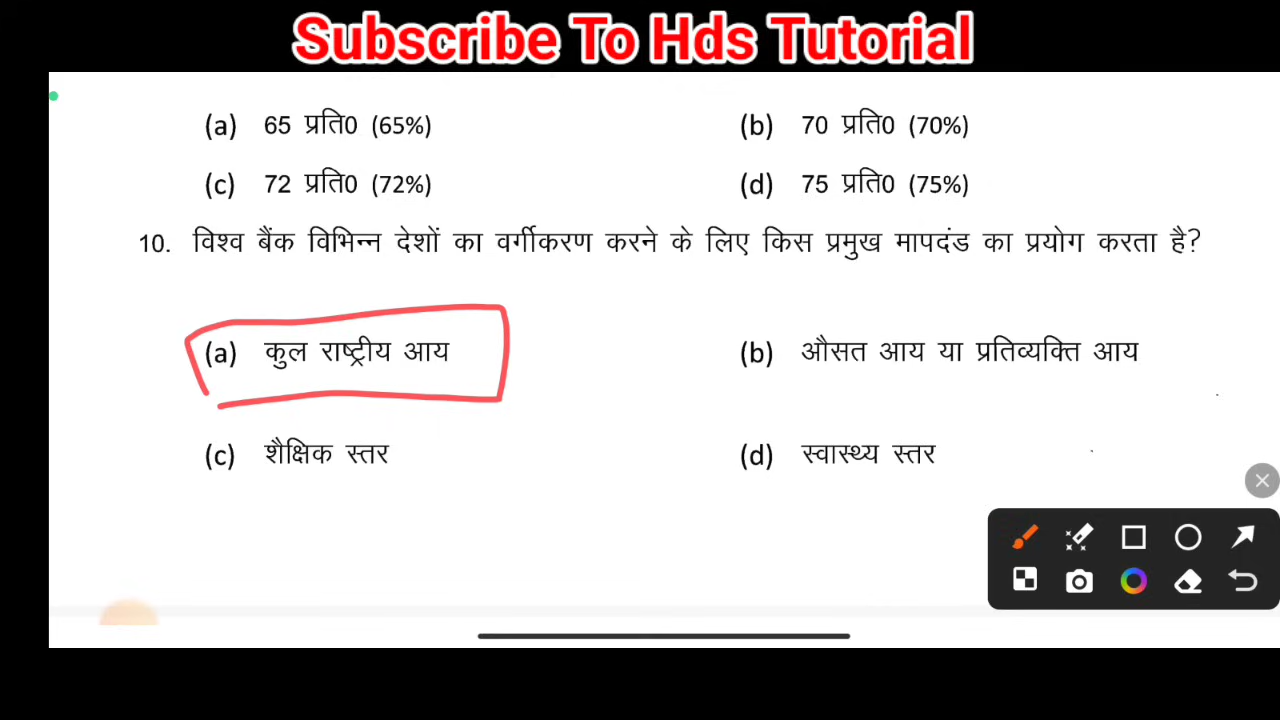 Subscribe To Hds Tutorial
(a) 65 प्रति0 (65%) (b) 70 प्रति0 (70%)
(c) 72 प्रति0 (72%) (d) 75 प्रति0 (75%)
10. विश्व बैंक विभिन्न देशों का वर्गीकरण करने के लिए किस प्रमुख मापदंड का प्रयोग करता है?
(a) कुल राष्ट्रीय आय (b) औसत आय या प्रतिव्यक्ति आय
(c) शैक्षिक स्तर (d) स्वास्थ्य स्तर